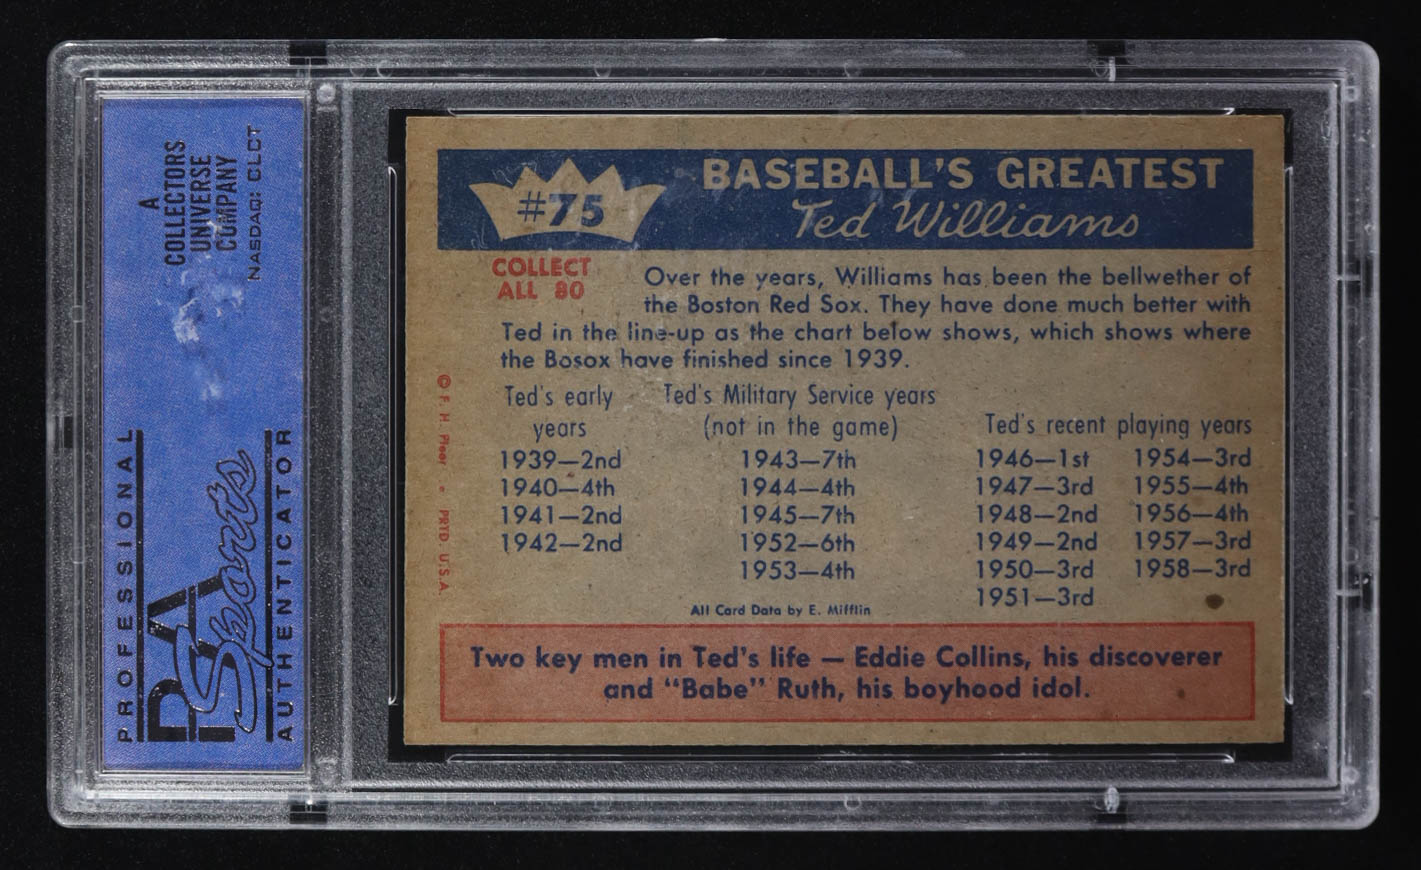 A
COLLECTORS
UNIVERSE
COMPANY
NASDAQ: CLCT
PROFESSIONAL
PSA
Sports
AUTHENTICATOR
#75
BASEBALL'S GREATEST
Ted Williams
COLLECT
ALL 80
Over the years, Williams has been the bellwether of
the Boston Red Sox. They have done much better with
Ted in the line-up as the chart below shows, which shows where
the Bosox have finished since 1939.
Ted's early
years
1939—2nd
1940—4th
1941—2nd
1942—2nd
Ted's Military Service years
(not in the game)
1943—7th
1944—4th
1945—7th
1952—6th
1953—4th
Ted's recent playing years
1946—1st 1954—3rd
1947—3rd 1955—4th
1948—2nd 1956—4th
1949—2nd 1957—3rd
1950—3rd 1958—3rd
1951—3rd
© F. H. Fleer • PRTD. U.S.A.
All Card Data by E. Mifflin
Two key men in Ted's life — Eddie Collins, his discoverer
and "Babe" Ruth, his boyhood idol.